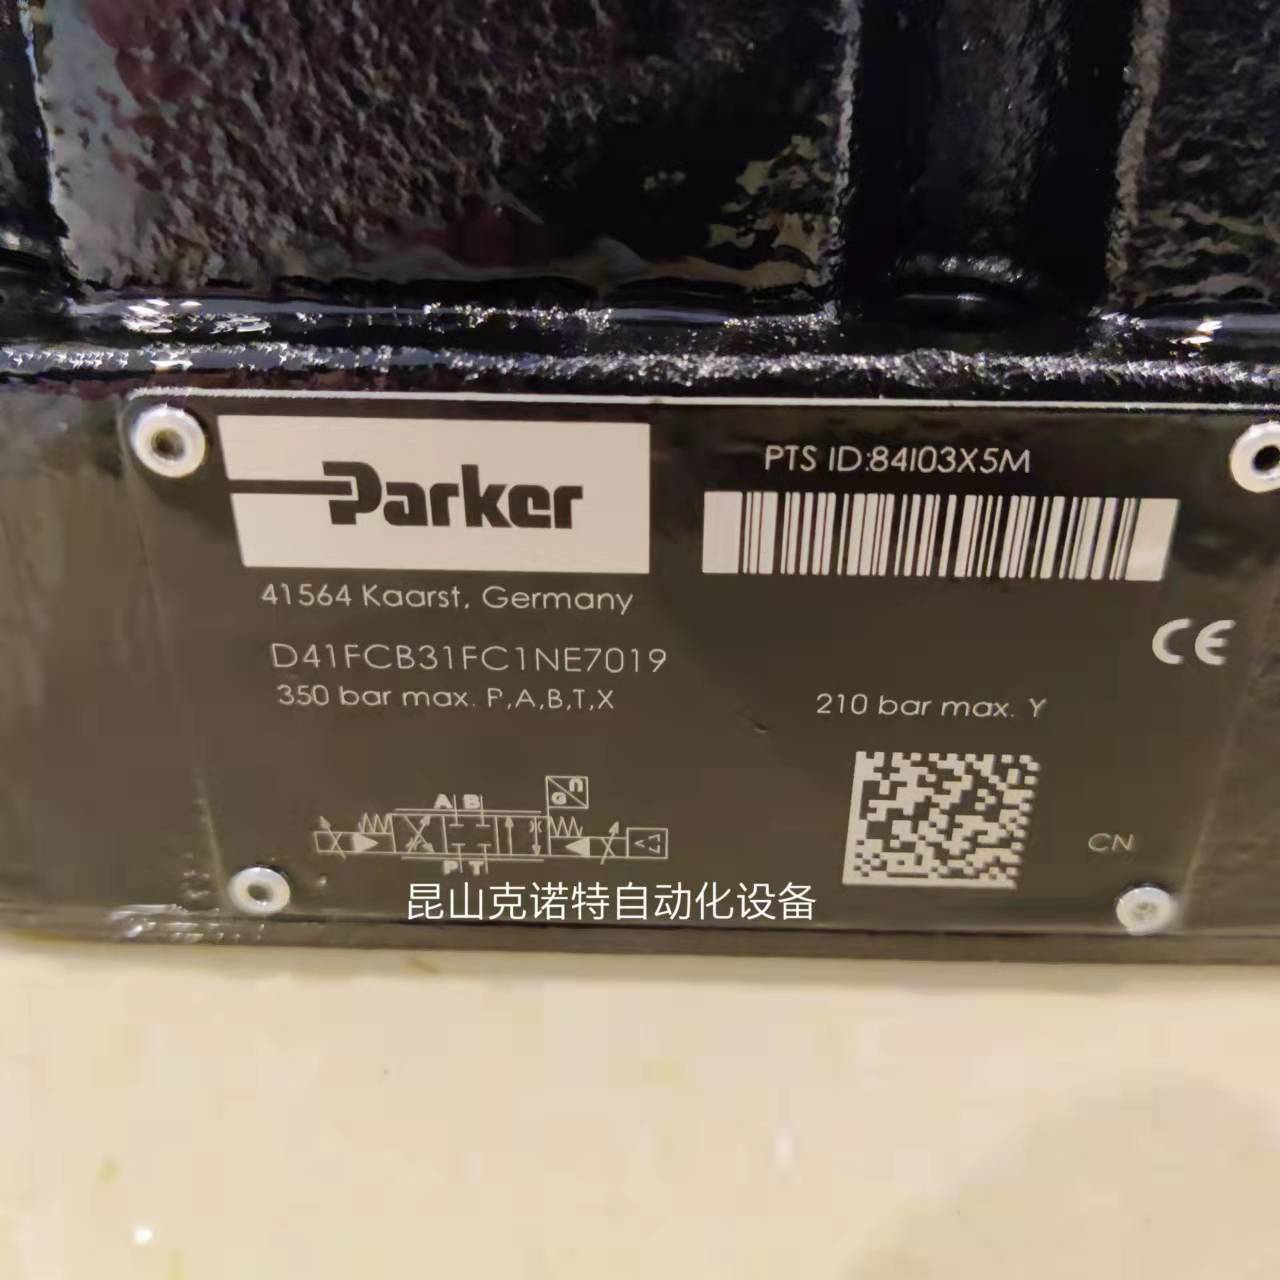 Parker
PTS ID:84I03X5M
41564 Kaarst, Germany
CE
D41FCB31FC1NE7019
350 bar max. P,A,B,T,X
210 bar max. Y
A B
G U
P T
CN
昆山克诺特自动化设备